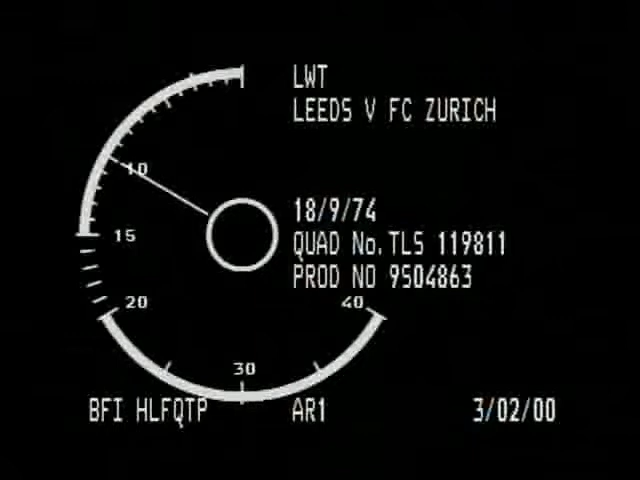 LWT
LEEDS V FC ZURICH
10
18/9/74
15
QUAD No. TLS 119811
PROD NO 9504863
20
40
30
BFI HLFQTP
AR1
3/02/00